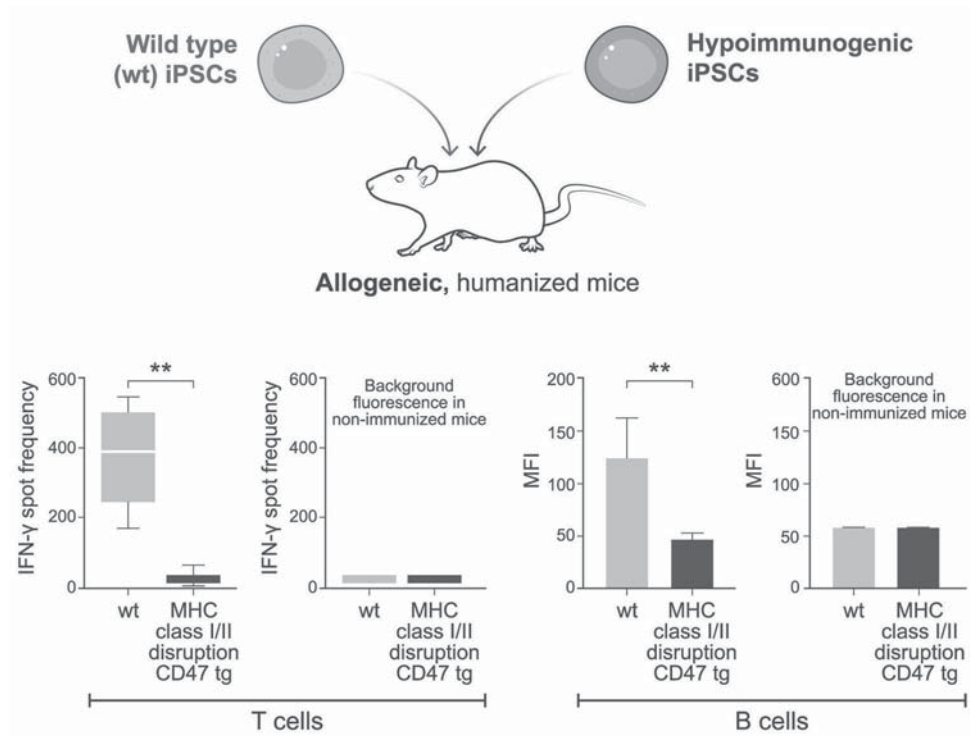 Wild type
(wt) iPSCs
Hypoimmunogenic
iPSCs
Allogeneic, humanized mice
IFN-γ spot frequency
600
400
200
0
**
wt
MHC
class I/II
disruption
CD47 tg
IFN-γ spot frequency
600
400
200
0
Background
fluorescence in
non-immunized mice
wt
MHC
class I/II
disruption
CD47 tg
T cells
MFI
200
150
100
50
0
**
wt
MHC
class I/II
disruption
CD47 tg
MFI
600
150
100
50
0
Background
fluorescence in
non-immunized mice
wt
MHC
class I/II
disruption
CD47 tg
B cells